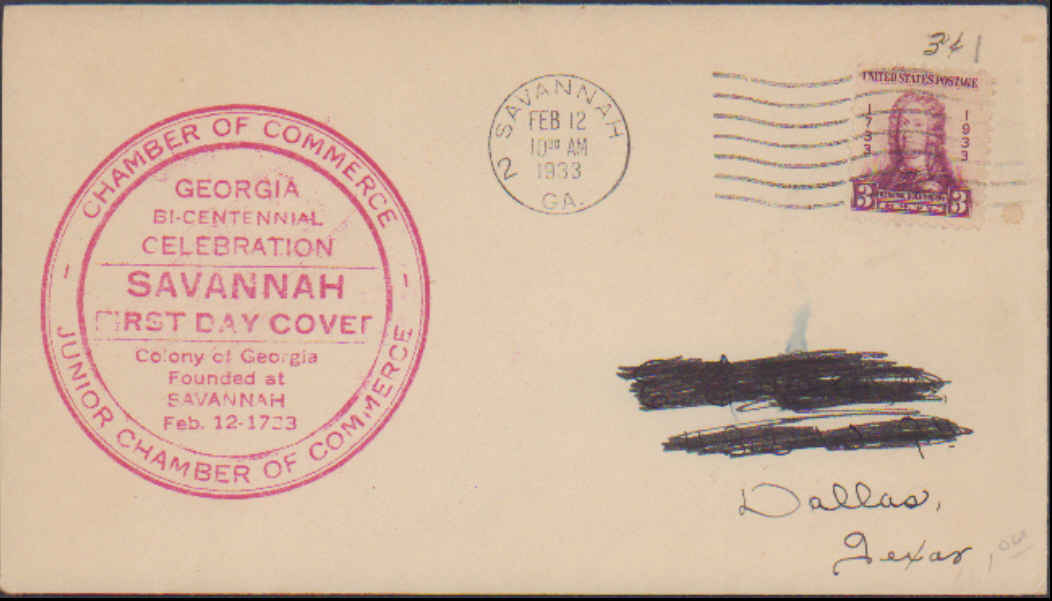 3¢ 1
UNITED STATES POSTAGE
1733
1933
3
3
SAVANNAH
FEB 12
10 30 AM
1933
GA.
2
CHAMBER OF COMMERCE
GEORGIA
BI-CENTENNIAL
CELEBRATION
SAVANNAH
FIRST DAY COVER
Colony of Georgia
Founded at
SAVANNAH
Feb. 12-1733
JUNIOR CHAMBER OF COMMERCE
Dallas,
Texas